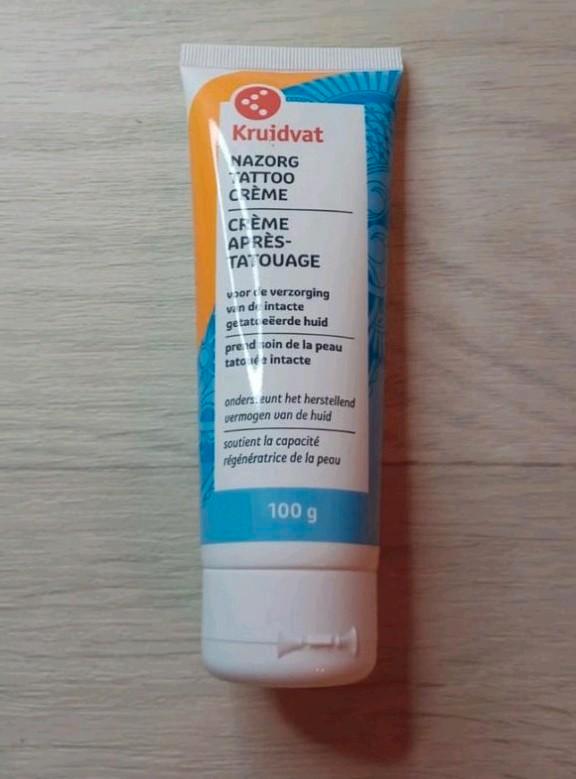 Kruidvat
NAZORG
TATTOO
CRÈME
CRÈME
APRÈS-
TATOUAGE
voor de verzorging
van de intacte
getatoeëerde huid
prend soin de la peau
tatouée intacte
ondersteunt het herstellend
vermogen van de huid
soutient la capacité
régénératrice de la peau
100 g